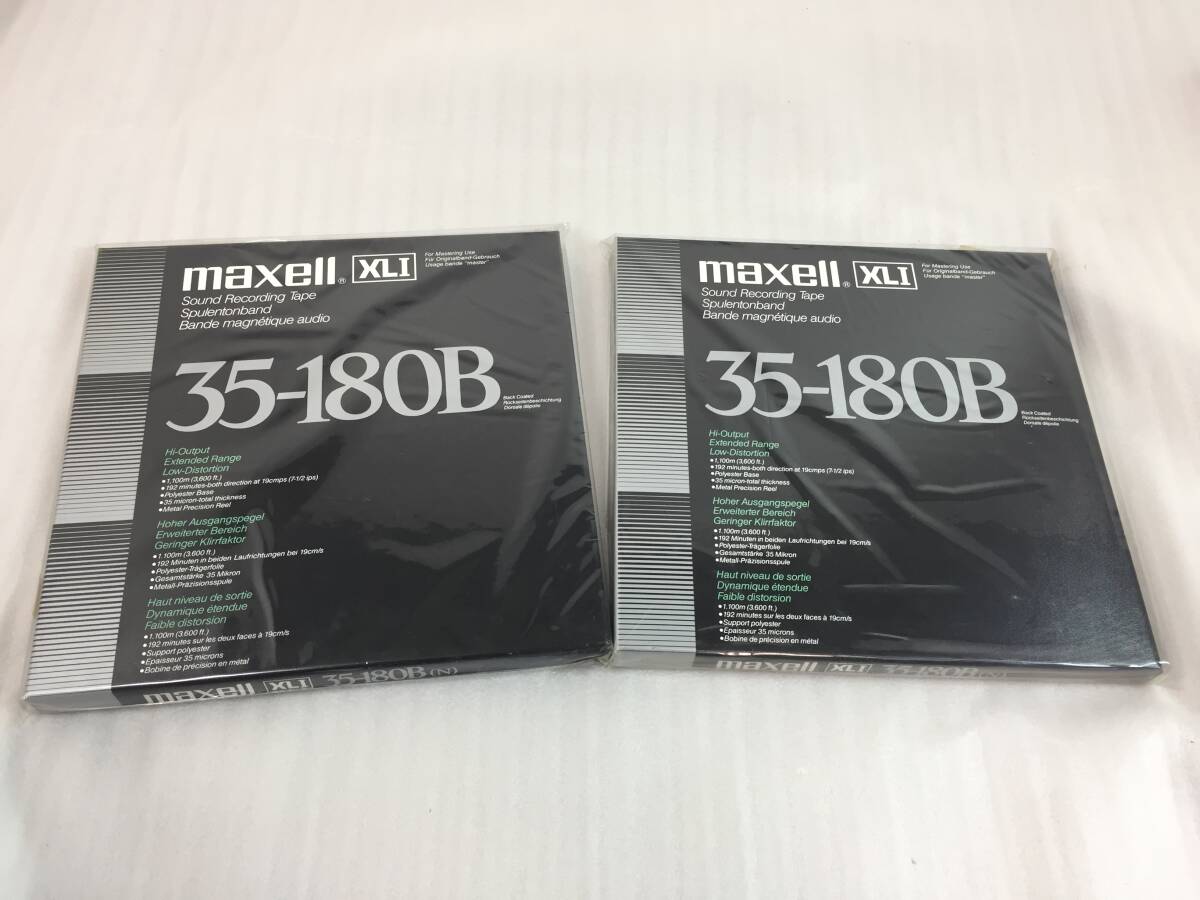 maxell® XLI
For Mastering Use
Für Originalband-Gebrauch
Usage bande "master"
Sound Recording Tape
Spulentonband
Bande magnétique audio
35-180B
Back Coated
Rückseitenbeschichtung
Dorsale dépolie
Hi-Output
Extended Range
Low-Distortion
•1,100m (3,600 ft.)
•192 minutes-both direction at 19cmps (7-1/2 ips)
•Polyester Base
•35 micron-total thickness
•Metal Precision Reel
Hoher Ausgangspegel
Erweiterter Bereich
Geringer Klirrfaktor
•1.100m (3.600 ft.)
•192 Minuten in beiden Laufrichtungen bei 19cm/s
•Polyester-Trägerfolie
•Gesamtstärke 35 Mikron
•Metall-Präzisionsspule
Haut niveau de sortie
Dynamique étendue
Faible distorsion
•1.100m (3.600 ft.)
•192 minutes sur les deux faces à 19cm/s
•Support polyester
•Epaisseur 35 microns
•Bobine de précision en métal
maxell XLI 35-180B (N)
maxell® XLI
For Mastering Use
Für Originalband-Gebrauch
Usage bande "master"
Sound Recording Tape
Spulentonband
Bande magnétique audio
35-180B
Back Coated
Rückseitenbeschichtung
Dorsale dépolie
Hi-Output
Extended Range
Low-Distortion
•1,100m (3,600 ft.)
•192 minutes-both direction at 19cmps (7-1/2 ips)
•Polyester Base
•35 micron-total thickness
•Metal Precision Reel
Hoher Ausgangspegel
Erweiterter Bereich
Geringer Klirrfaktor
•1.100m (3.600 ft.)
•192 Minuten in beiden Laufrichtungen bei 19cm/s
•Polyester-Trägerfolie
•Gesamtstärke 35 Mikron
•Metall-Präzisionsspule
Haut niveau de sortie
Dynamique étendue
Faible distorsion
•1.100m (3.600 ft.)
•192 minutes sur les deux faces à 19cm/s
•Support polyester
•Epaisseur 35 microns
•Bobine de précision en métal
maxell XLI 35-180B (N)